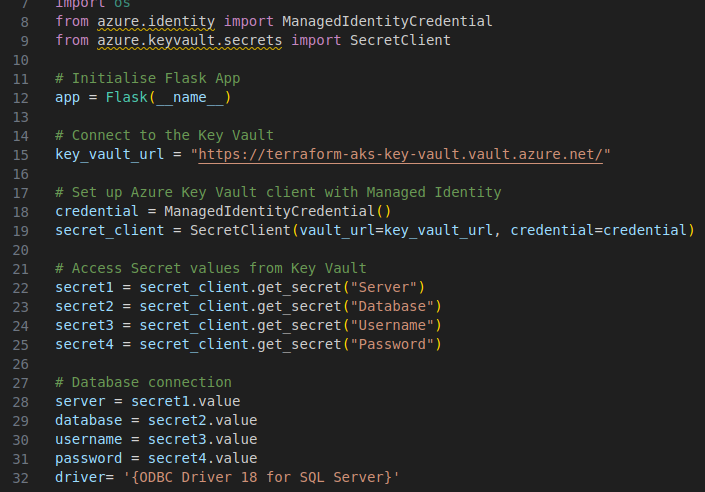 7 import os
8 from azure.identity import ManagedIdentityCredential
9 from azure.keyvault.secrets import SecretClient
10
11 # Initialise Flask App
12 app = Flask(__name__)
13
14 # Connect to the Key Vault
15 key_vault_url = "https://terraform-aks-key-vault.vault.azure.net/"
16
17 # Set up Azure Key Vault client with Managed Identity
18 credential = ManagedIdentityCredential()
19 secret_client = SecretClient(vault_url=key_vault_url, credential=credential)
20
21 # Access Secret values from Key Vault
22 secret1 = secret_client.get_secret("Server")
23 secret2 = secret_client.get_secret("Database")
24 secret3 = secret_client.get_secret("Username")
25 secret4 = secret_client.get_secret("Password")
26
27 # Database connection
28 server = secret1.value
29 database = secret2.value
30 username = secret3.value
31 password = secret4.value
32 driver= '{ODBC Driver 18 for SQL Server}'